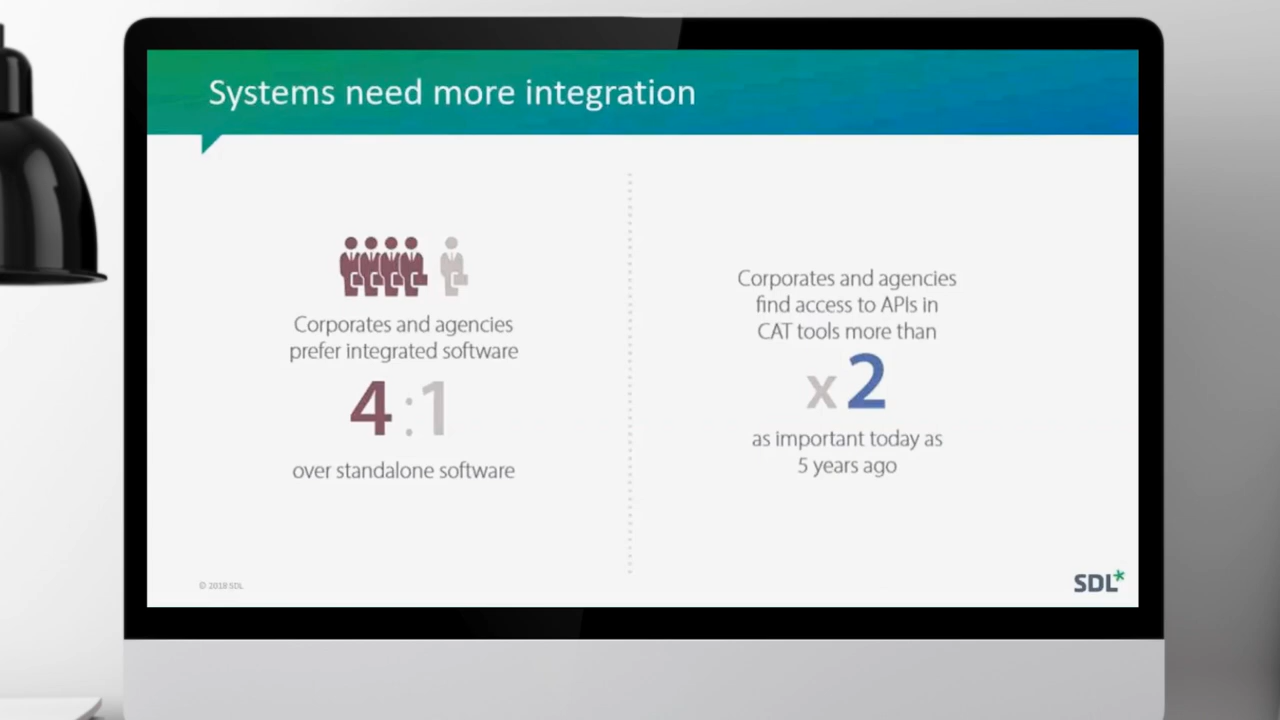 Systems need more integration
Corporates and agencies
prefer integrated software
4:1
over standalone software
Corporates and agencies
find access to APIs in
CAT tools more than
x2
as important today as
5 years ago
© 2018 SDL
SDL*